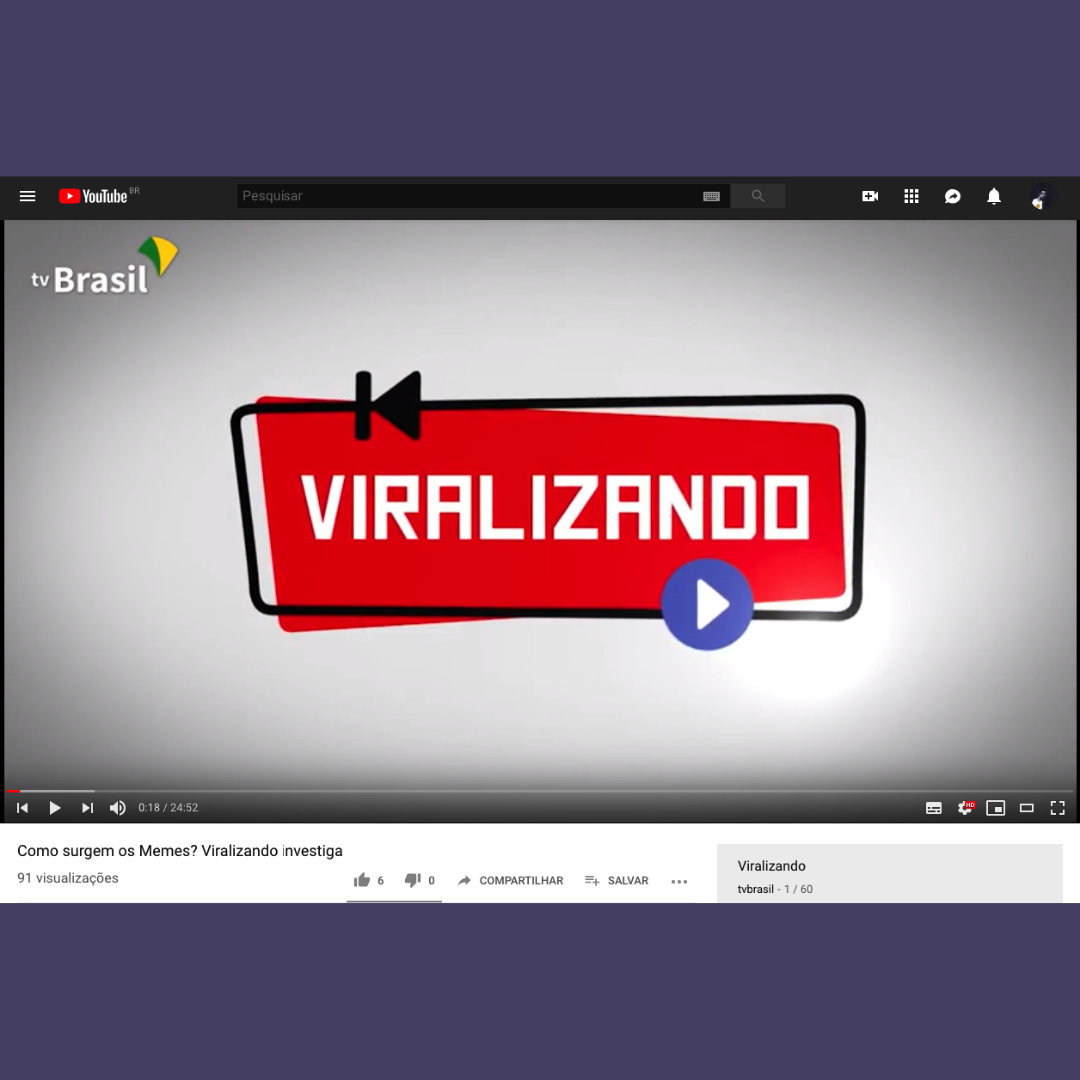 YouTube BR
Pesquisar
tv Brasil
VIRALIZANDO
0:18 / 24:52
HD
Como surgem os Memes? Viralizando investiga
91 visualizações
6
0
COMPARTILHAR
SALVAR
Viralizando
tvbrasil - 1 / 60